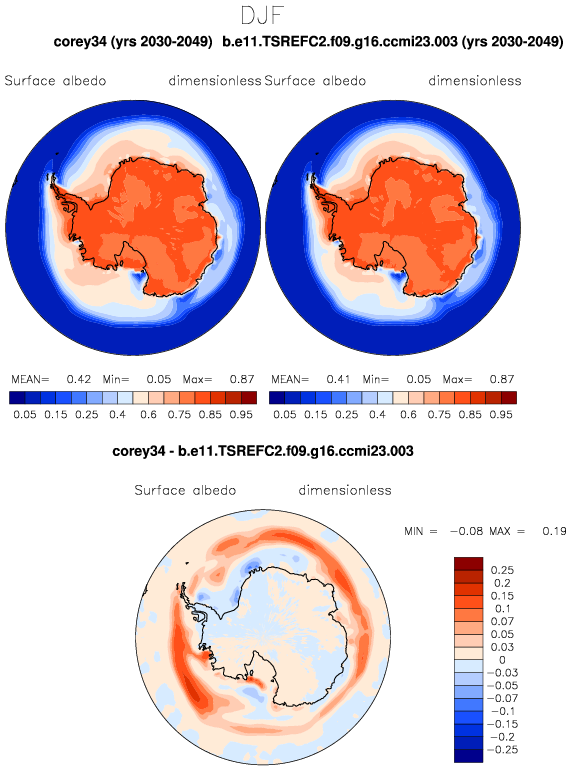 DJF
corey34 (yrs 2030-2049) b.e11.TSREFC2.f09.g16.ccmi23.003 (yrs 2030-2049)
Surface albedo dimensionless Surface albedo dimensionless
MEAN= 0.42 Min= 0.05 Max= 0.87 MEAN= 0.41 Min= 0.05 Max= 0.87
0.05 0.15 0.25 0.4 0.6 0.75 0.85 0.95 0.05 0.15 0.25 0.4 0.6 0.75 0.85 0.95
corey34 - b.e11.TSREFC2.f09.g16.ccmi23.003
Surface albedo dimensionless
MIN = -0.08 MAX = 0.19
0.25
0.2
0.15
0.1
0.07
0.05
0.03
0
-0.03
-0.05
-0.07
-0.1
-0.15
-0.2
-0.25